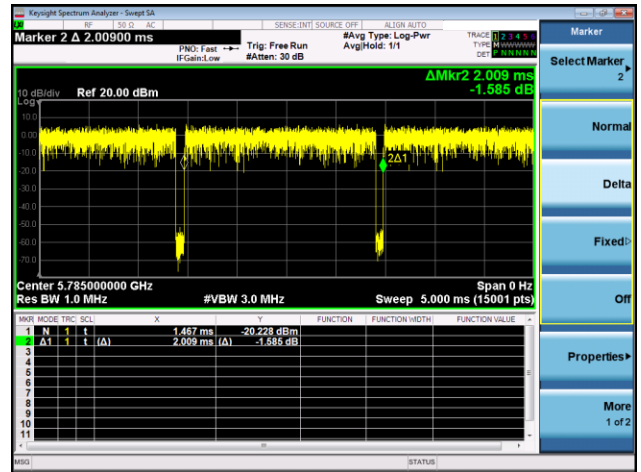 Keysight Spectrum Analyzer - Swept SA
RF 50 Ω AC SENSE:INT SOURCE OFF ALIGN AUTO
Marker 2 Δ 2.00900 ms
PNO: Fast Trig: Free Run
IFGain:Low #Atten: 30 dB
#Avg Type: Log-Pwr
Avg|Hold: 1/1
TRACE 1 2 3 4 5 6
TYPE M WWWWW
DET P NNNNN
ΔMkr2 2.009 ms
-1.585 dB
10 dB/div Ref 20.00 dBm
Log
10.0
0.00
-10.0
-20.0
-30.0
-40.0
-50.0
-60.0
-70.0
2Δ1
Center 5.785000000 GHz Span 0 Hz
Res BW 1.0 MHz #VBW 3.0 MHz Sweep 5.000 ms (15001 pts)
MKR MODE TRC SCL X Y FUNCTION FUNCTION WIDTH FUNCTION VALUE
1 N 1 t 1.467 ms -20.228 dBm
2 Δ1 1 t (Δ) 2.009 ms (Δ) -1.585 dB
3
4
5
6
7
8
9
10
11
MSG STATUS
Marker
Select Marker
2
Normal
Delta
Fixed
Off
Properties
More
1 of 2